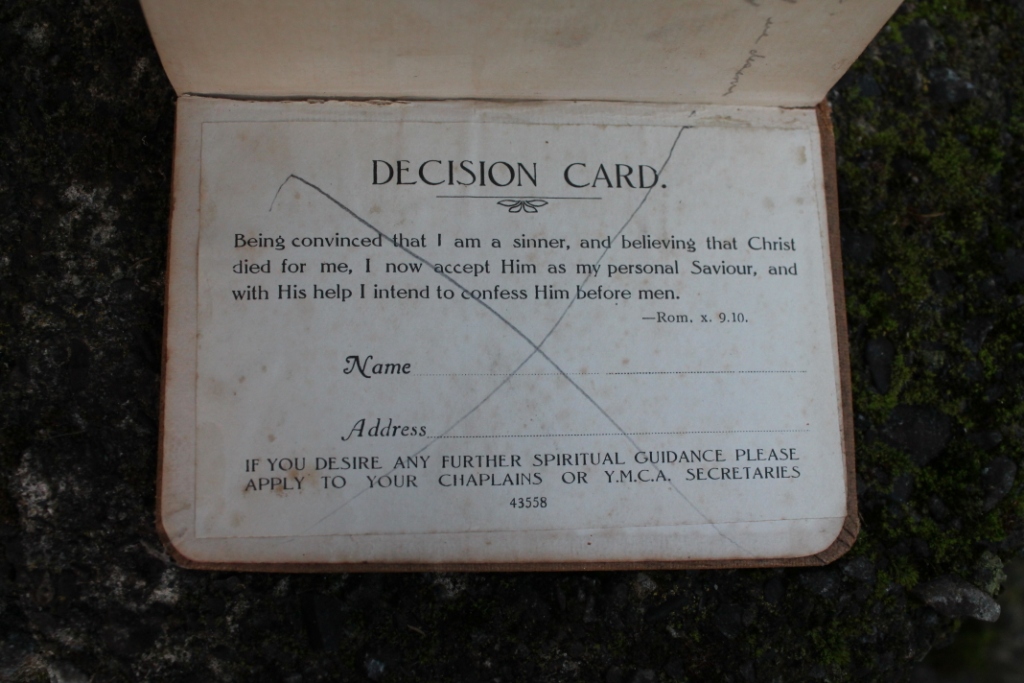 DECISION CARD.
Being convinced that I am a sinner, and believing that Christ
died for me, I now accept Him as my personal Saviour, and
with His help I intend to confess Him before men.
—Rom. x. 9.10.
Name
Address
IF YOU DESIRE ANY FURTHER SPIRITUAL GUIDANCE PLEASE
APPLY TO YOUR CHAPLAINS OR Y.M.C.A. SECRETARIES
43558